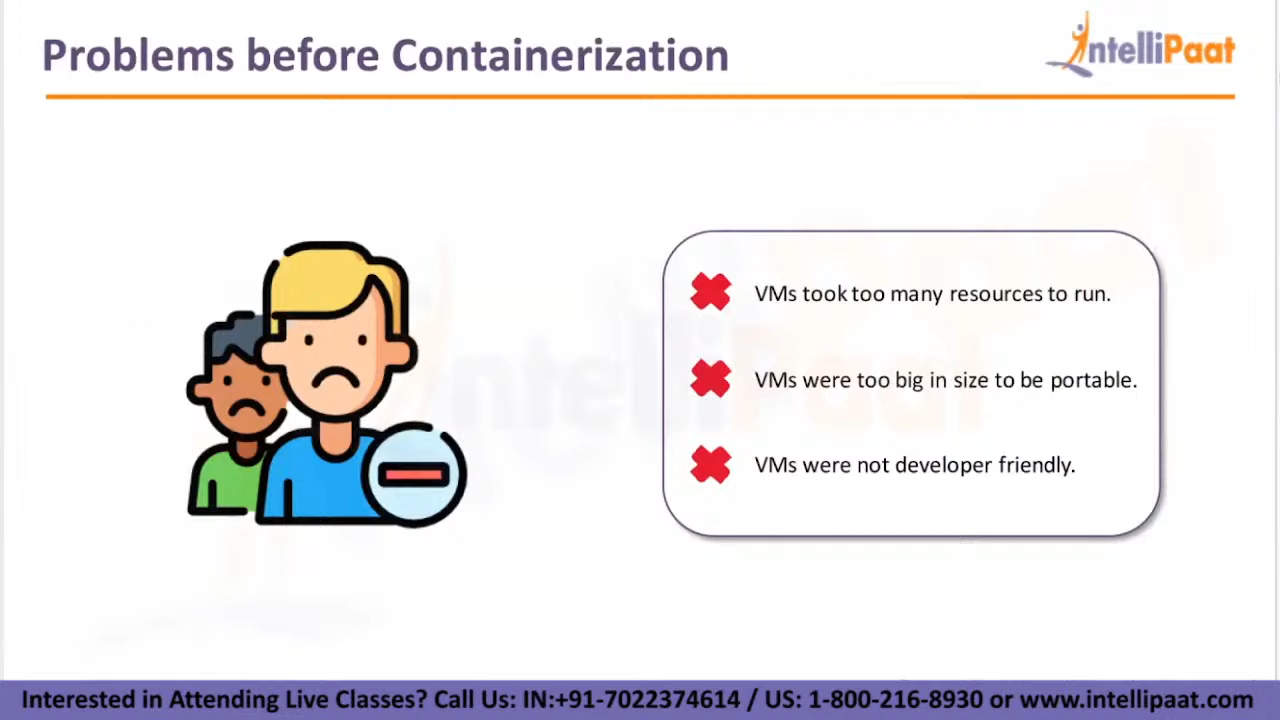 Problems before Containerization
IntelliPaat
VMs took too many resources to run.
VMs were too big in size to be portable.
VMs were not developer friendly.
IntelliPaat
Interested in Attending Live Classes? Call Us: IN:+91-7022374614 / US: 1-800-216-8930 or www.intellipaat.com